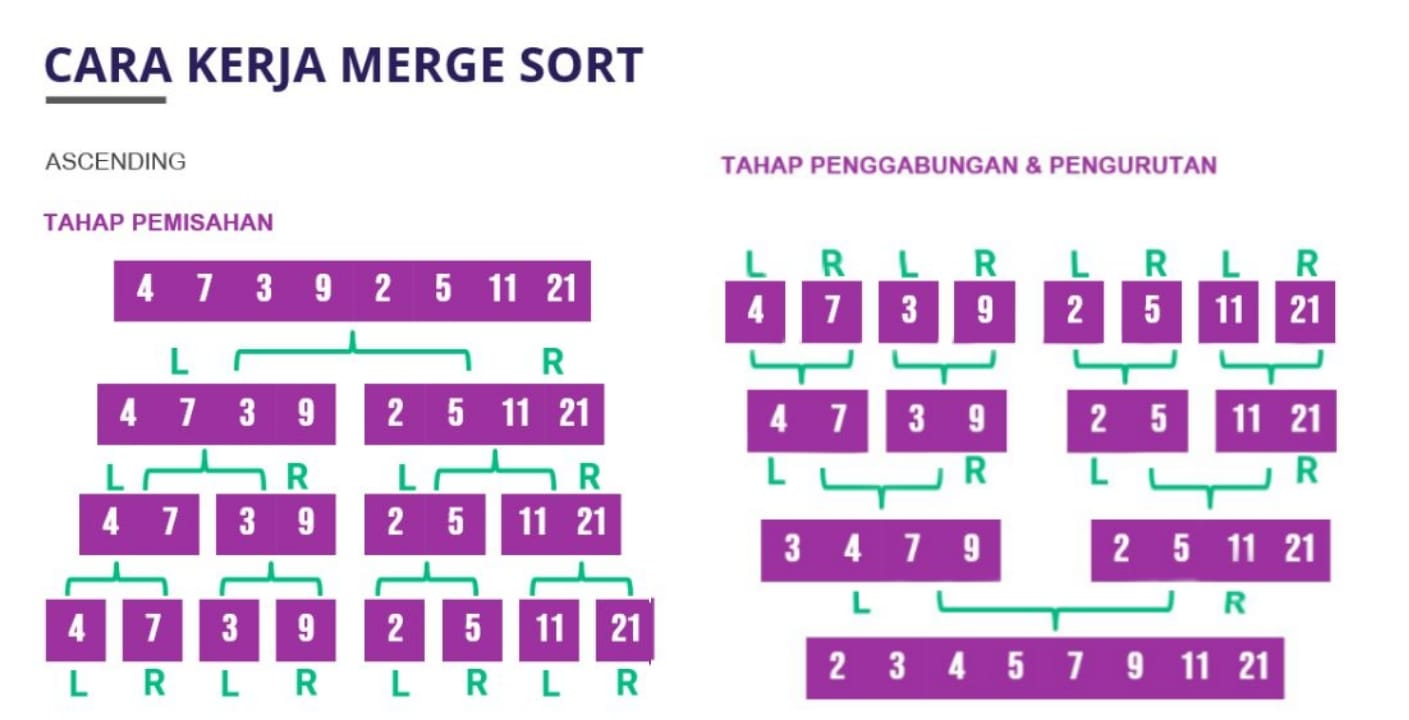 CARA KERJA MERGE SORT
ASCENDING
TAHAP PEMISAHAN
4 7 3 9 2 5 11 21
L R
4 7 3 9 2 5 11 21
L R L R
4 7 3 9 2 5 11 21
4 7 3 9 2 5 11 21
L R L R L R L R
TAHAP PENGGABUNGAN & PENGURUTAN
L R L R L R L R
4 7 3 9 2 5 11 21
4 7 3 9 2 5 11 21
L R L R
3 4 7 9 2 5 11 21
L R
2 3 4 5 7 9 11 21